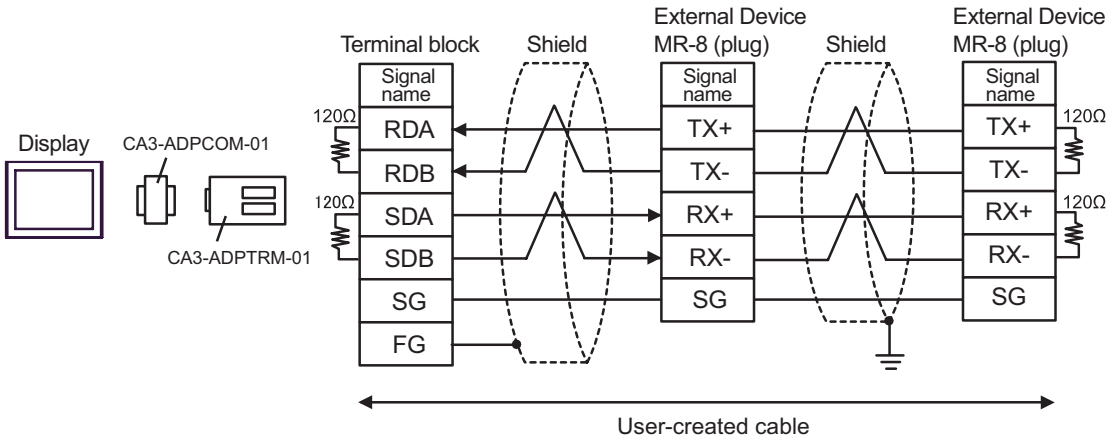 Display
CA3-ADPCOM-01
CA3-ADPTRM-01
Terminal block
Signal
name
RDA
RDB
SDA
SDB
SG
FG
120Ω
120Ω
Shield
External Device
MR-8 (plug)
Signal
name
TX+
TX-
RX+
RX-
SG
Shield
External Device
MR-8 (plug)
Signal
name
TX+
TX-
RX+
RX-
SG
120Ω
120Ω
User-created cable